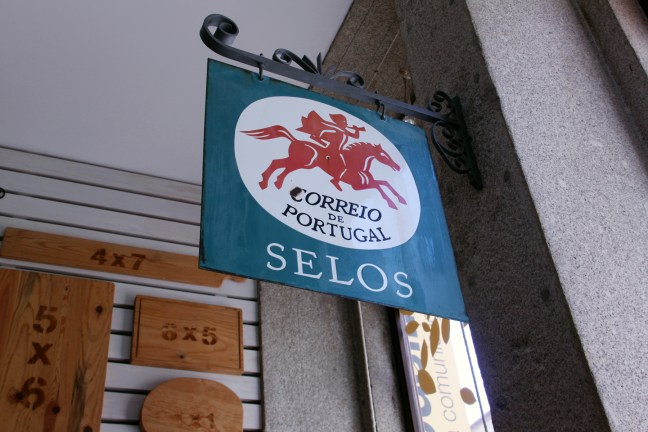 CORREIO
DE
PORTUGAL
SELOS
4x7
5
x
6
6x5